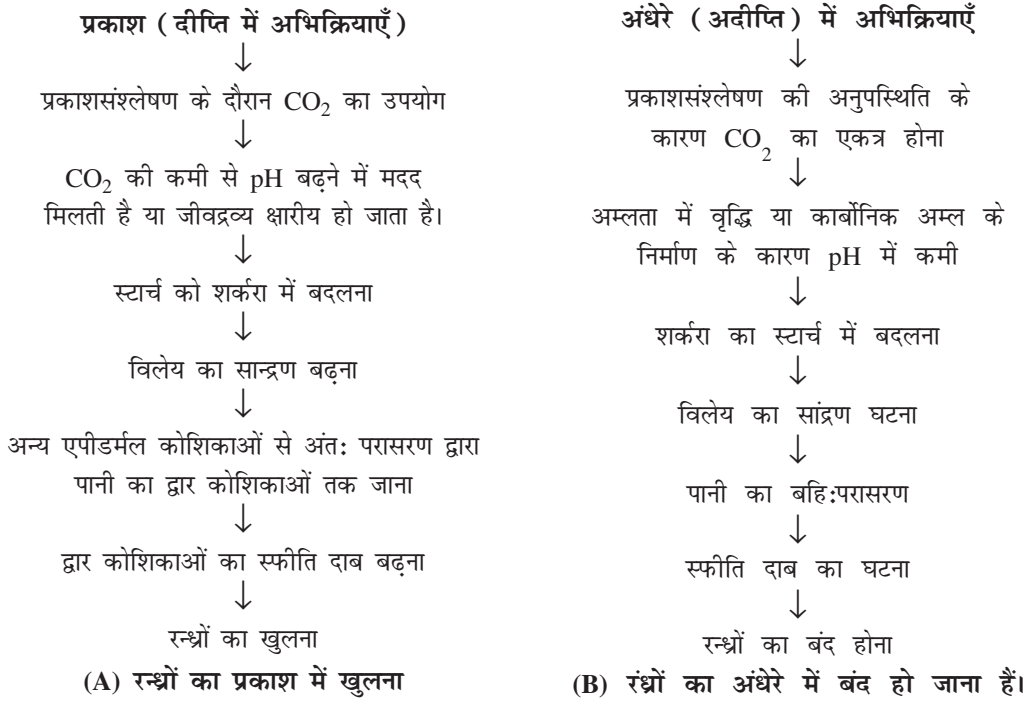 प्रकाश (दीप्ति में अभिक्रियाएँ)
↓
प्रकाशसंश्लेषण के दौरान CO₂ का उपयोग
↓
CO₂ की कमी से pH बढ़ने में मदद
मिलती है या जीवद्रव्य क्षारीय हो जाता है।
↓
स्टार्च को शर्करा में बदलना
↓
विलेय का सान्द्रण बढ़ना
↓
अन्य एपीडर्मल कोशिकाओं से अंत: परासरण द्वारा
पानी का द्वार कोशिकाओं तक जाना
↓
द्वार कोशिकाओं का स्फीति दाब बढ़ना
↓
रन्ध्रों का खुलना
(A) रन्ध्रों का प्रकाश में खुलना
अंधेरे (अदीप्ति) में अभिक्रियाएँ
↓
प्रकाशसंश्लेषण की अनुपस्थिति के
कारण CO₂ का एकत्र होना
↓
अम्लता में वृद्धि या कार्बोनिक अम्ल के
निर्माण के कारण pH में कमी
↓
शर्करा का स्टार्च में बदलना
↓
विलेय का सांद्रण घटना
↓
पानी का बहि:परासरण
↓
स्फीति दाब का घटना
↓
रन्ध्रों का बंद होना
(B) रंध्रों का अंधेरे में बंद हो जाना हैं।